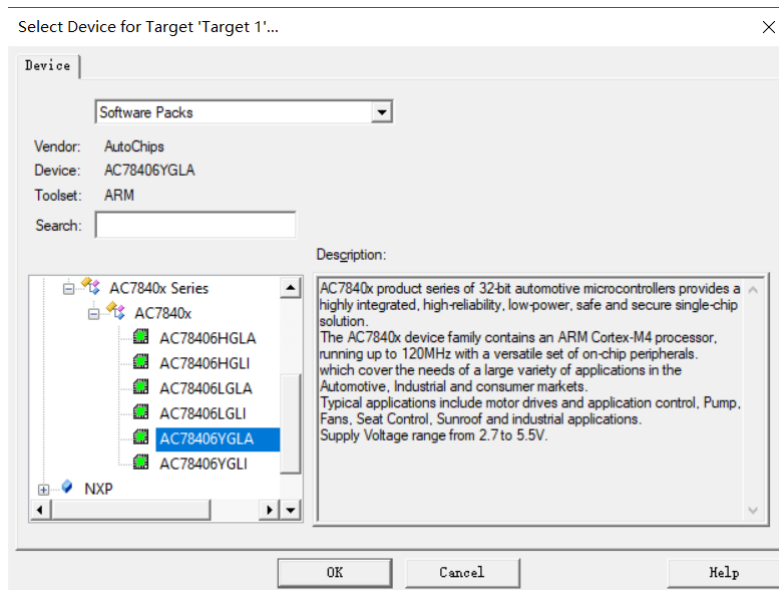 Select Device for Target 'Target 1'...
Device
Software Packs
Vendor: AutoChips
Device: AC78406YGLA
Toolset: ARM
Search:
Description:
AC7840x Series
AC7840x
AC78406HGLA
AC78406HGLI
AC78406LGLA
AC78406LGLI
AC78406YGLA
AC78406YGLI
NXP
AC7840x product series of 32-bit automotive microcontrollers provides a
highly integrated, high-reliability, low-power, safe and secure single-chip
solution.
The AC7840x device family contains an ARM Cortex-M4 processor,
running up to 120MHz with a versatile set of on-chip peripherals.
which cover the needs of a large variety of applications in the
Automotive, Industrial and consumer markets.
Typical applications include motor drives and application control, Pump,
Fans, Seat Control, Sunroof and industrial applications.
Supply Voltage range from 2.7 to 5.5V.
OK
Cancel
Help